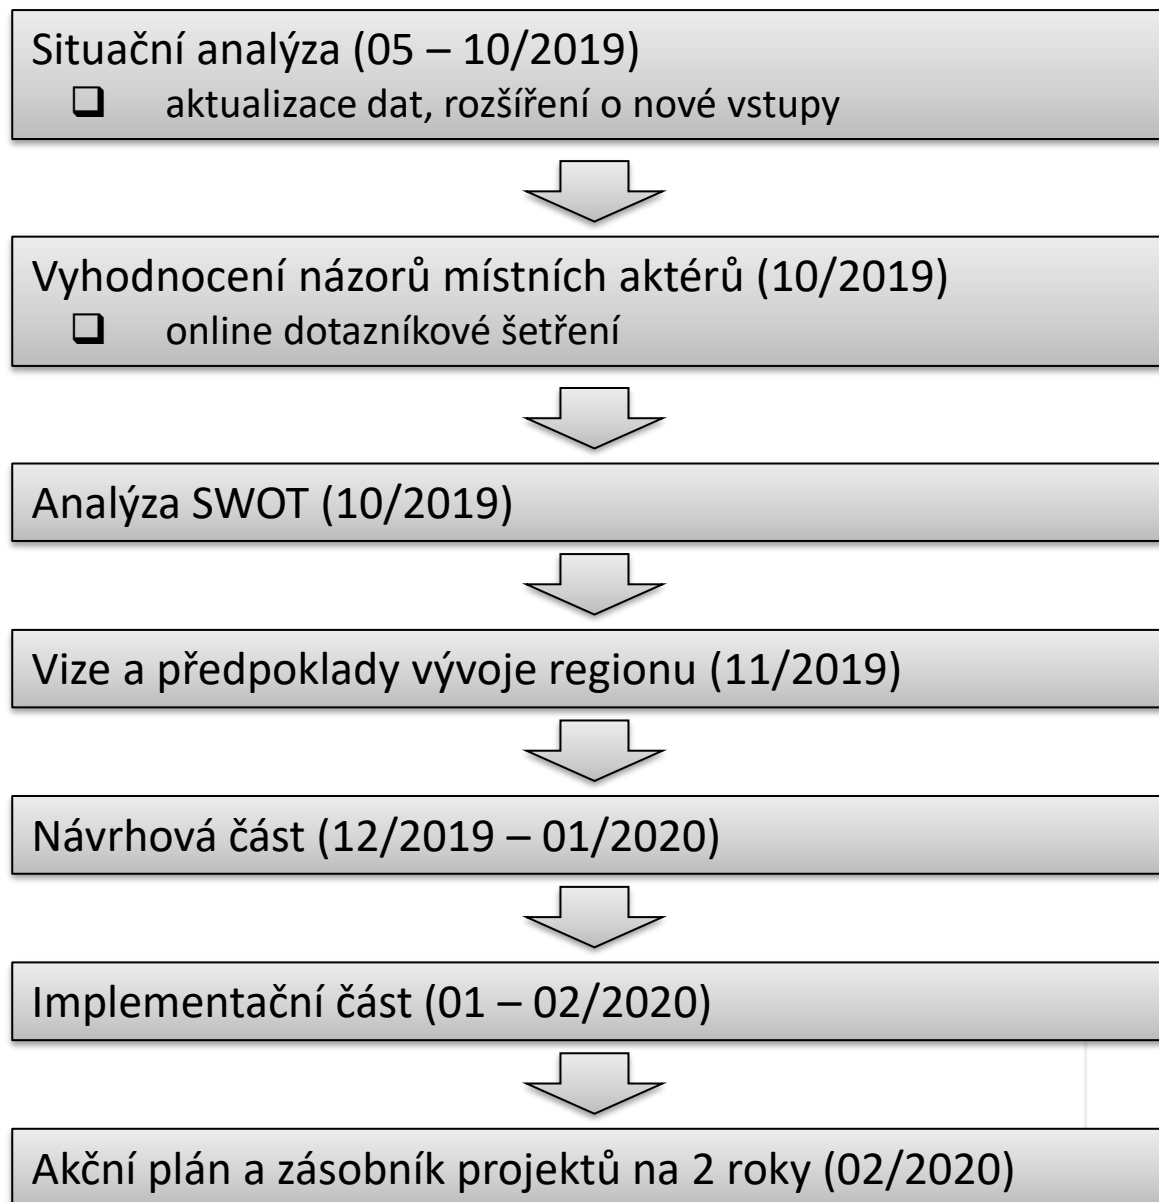 Situační analýza (05 – 10/2019)
❑ aktualizace dat, rozšíření o nové vstupy
Vyhodnocení názorů místních aktérů (10/2019)
❑ online dotazníkové šetření
Analýza SWOT (10/2019)
Vize a předpoklady vývoje regionu (11/2019)
Návrhová část (12/2019 – 01/2020)
Implementační část (01 – 02/2020)
Akční plán a zásobník projektů na 2 roky (02/2020)